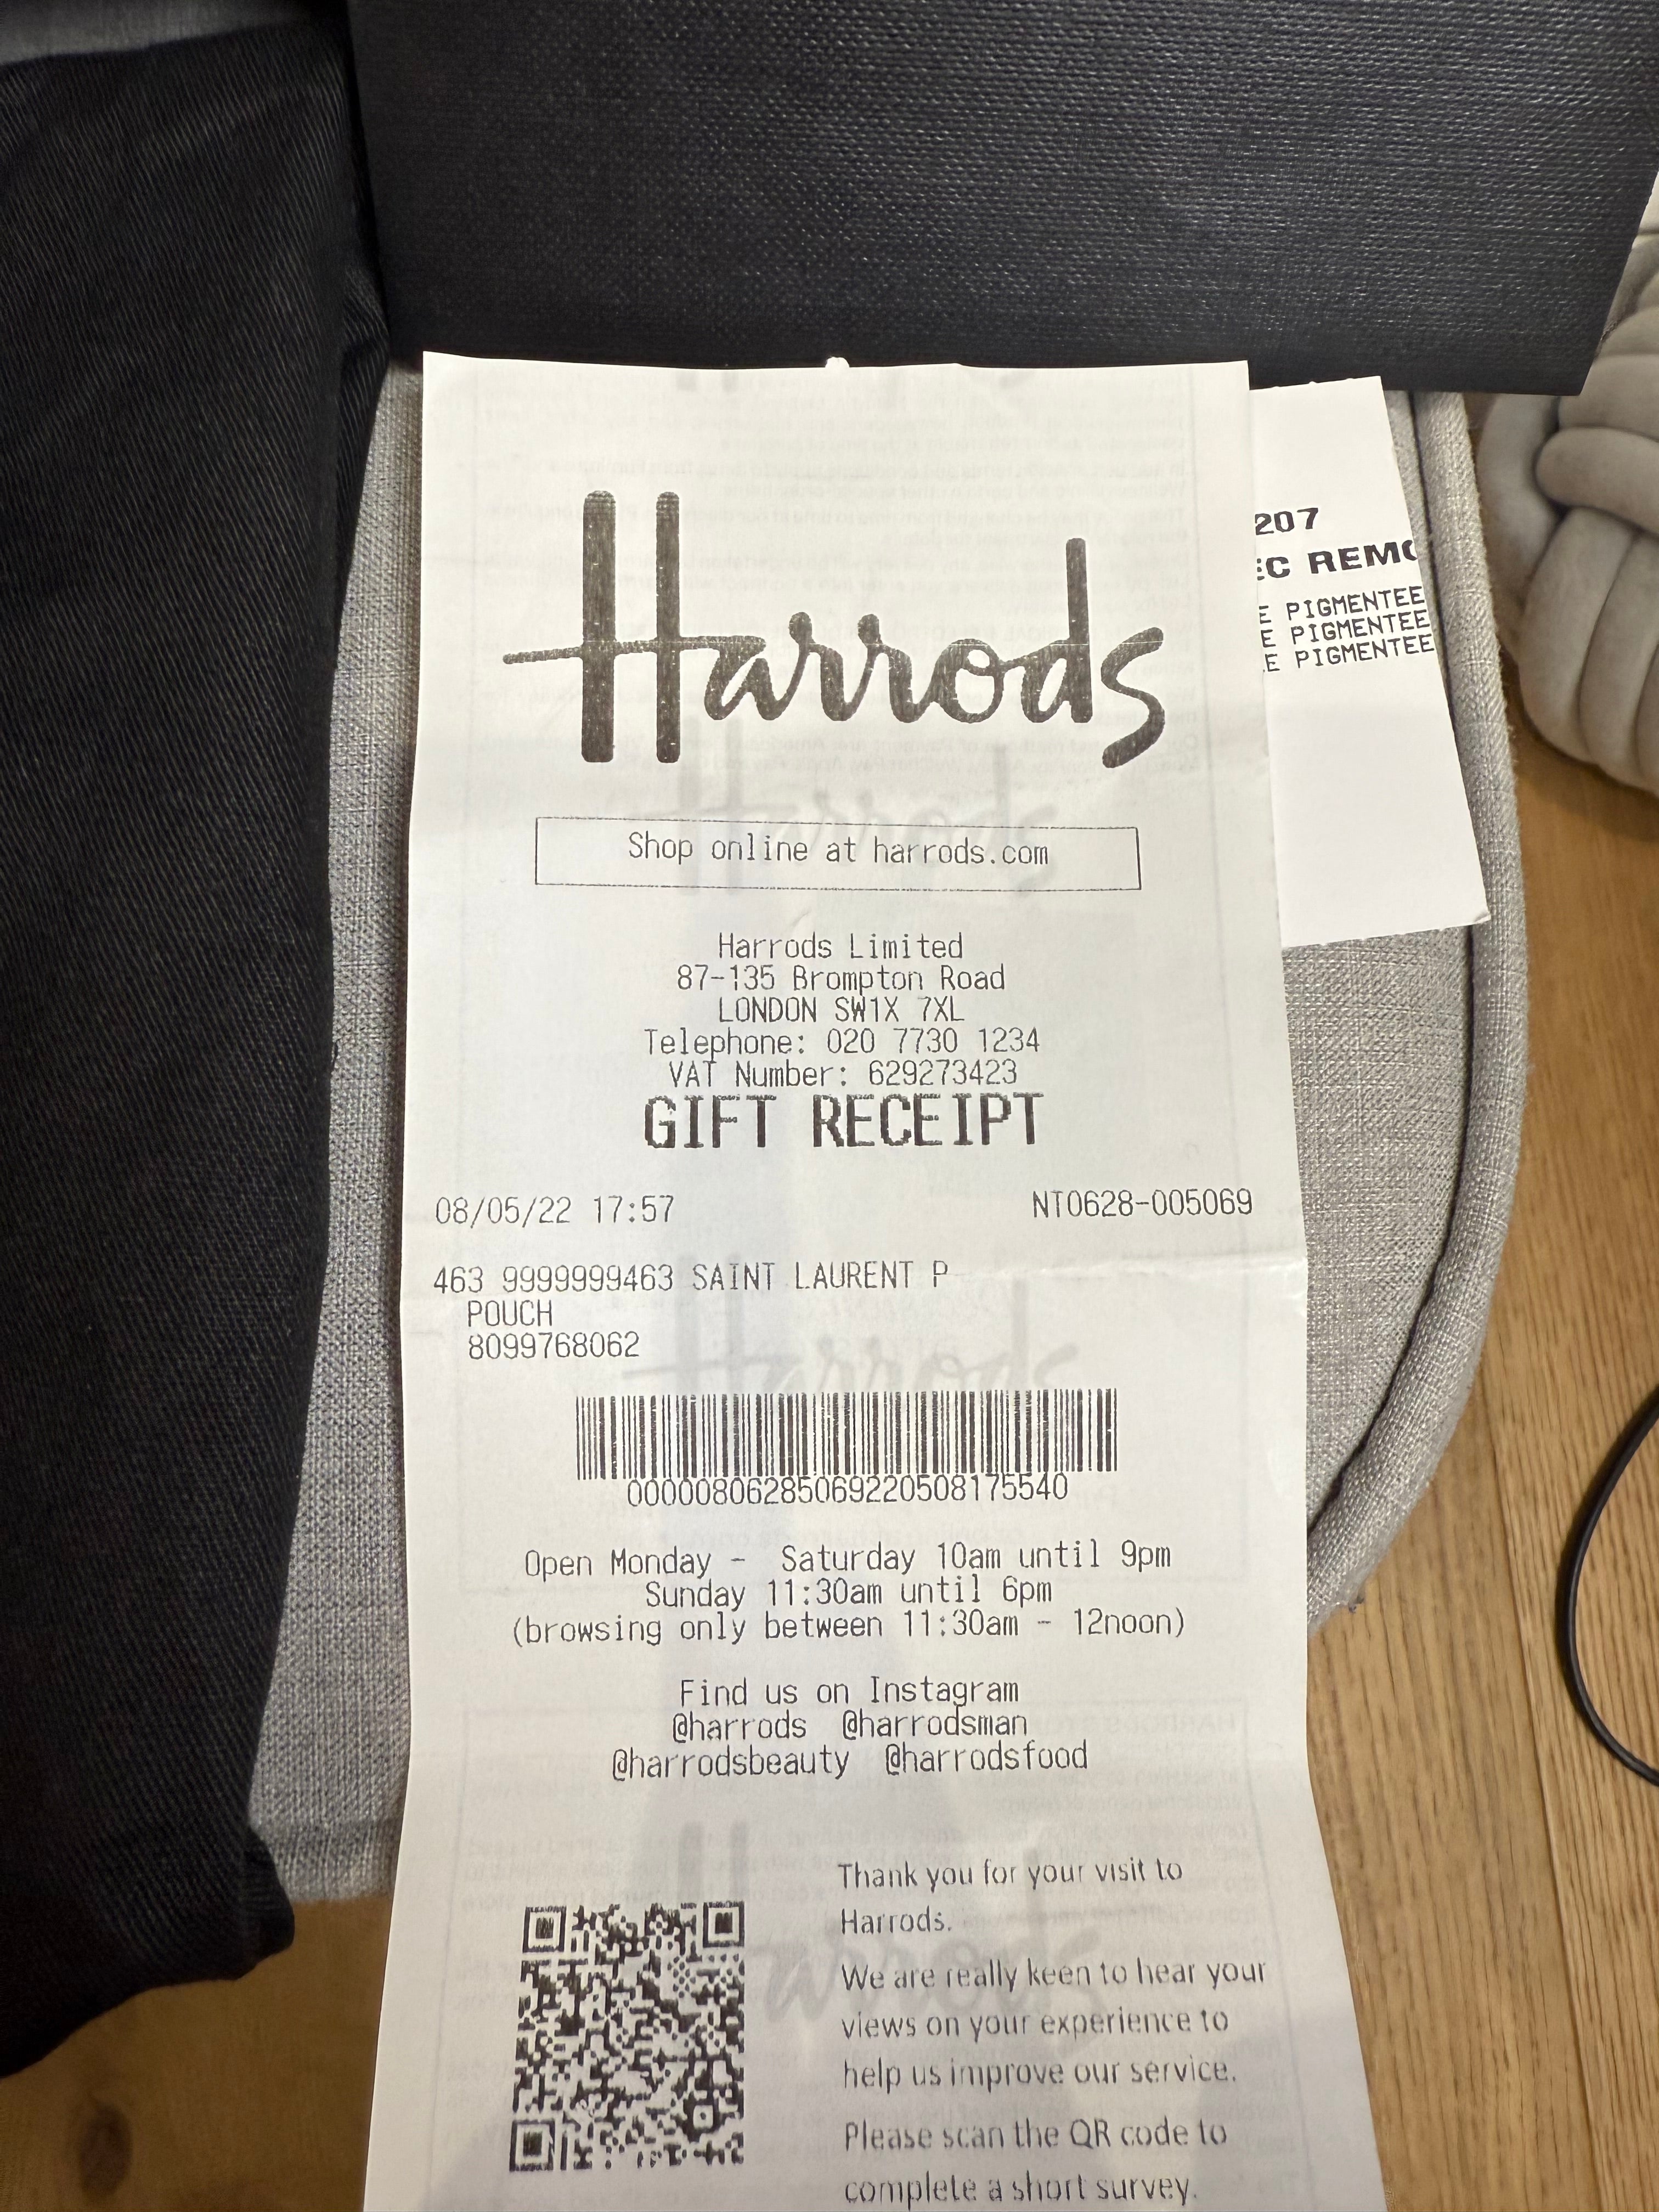 Harrods
Shop online at harrods.com
Harrods Limited
87-135 Brompton Road
LONDON SW1X 7XL
Telephone: 020 7730 1234
VAT Number: 629273423
GIFT RECEIPT
08/05/22 17:57 NT0628-005069
463 9999999463 SAINT LAURENT P
POUCH
8099768062
00000806285069220508175540
Open Monday - Saturday 10am until 9pm
Sunday 11:30am until 6pm
(browsing only between 11:30am - 12noon)
Find us on Instagram
@harrods @harrodsman
@harrodsbeauty @harrodsfood
Thank you for your visit to
Harrods.
We are really keen to hear your
views on your experience to
help us improve our service.
Please scan the QR code to
complete a short survey.
207
EC REMO
E PIGMENTEE
E PIGMENTEE
E PIGMENTEE